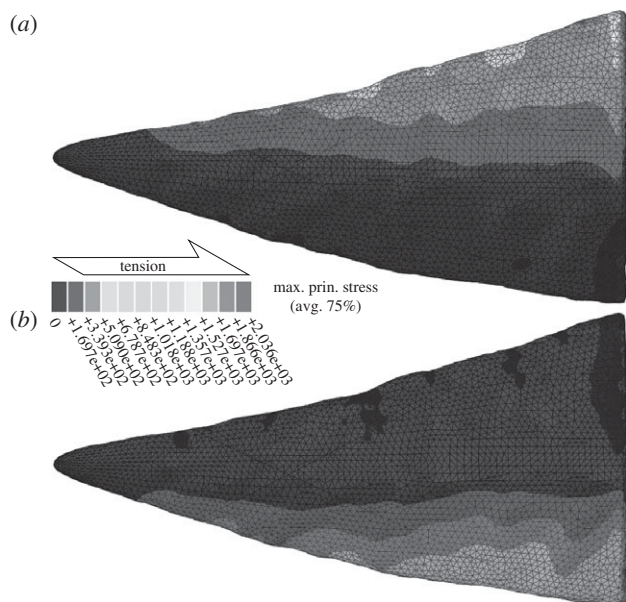 (a)
tension
max. prin. stress
(avg. 75%)
(b)
0
+1.697e+02
+3.393e+02
+5.090e+02
+6.787e+02
+8.483e+02
+1.018e+03
+1.188e+03
+1.357e+03
+1.527e+03
+1.697e+03
+1.866e+03
+2.036e+03